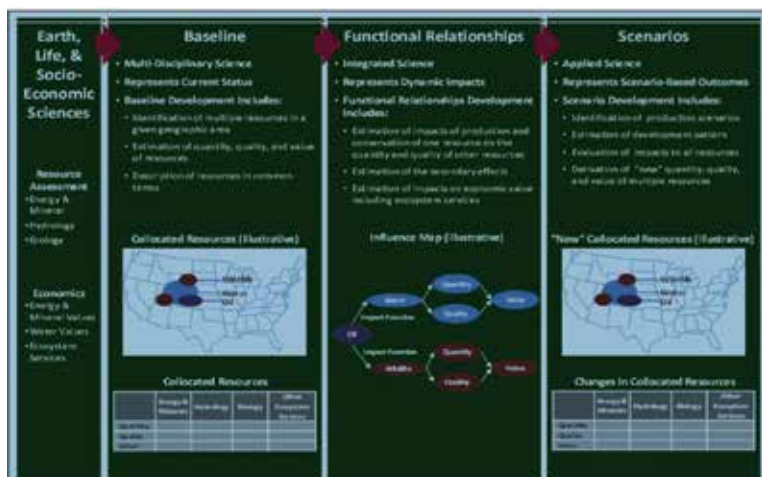 Earth,
Life, &
Socio-
Economic
Sciences
Resource
Assessment
• Energy &
Mineral
• Hydrology
• Ecology
Economics
• Energy &
Mineral Values
• Water Values
• Ecosystem
Services
Baseline
• Multi-Disciplinary Science
• Represents Current Status
• Baseline Development Includes:
• Identification of multiple resources in a
given geographic area
• Estimation of quantity, quality, and value
of resources
• Description of resources in common
terms
Collocated Resources (Illustrative)
Wildlife
Water
Oil
Collocated Resources
Energy &
Minerals
Hydrology
Biology
Other
Ecosystem
Services
Quantity
Quality
Value
Functional Relationships
• Integrated Science
• Represents Dynamic Impacts
• Functional Relationships Development
Includes:
• Estimation of impacts of production and
conservation of one resource on the
quantity and quality of other resources
• Estimation of the secondary effects
• Estimation of impacts on economic value
including ecosystem services
Influence Map (Illustrative)
Quantity
Water
Value
Quality
Impact Function
Oil
Impact Function
Quantity
Wildlife
Value
Quality
Scenarios
• Applied Science
• Represents Scenario-Based Outcomes
• Scenario Development Includes:
• Identification of production scenarios
• Estimation of development pattern
• Evaluation of impacts to all resources
• Derivation of "new" quantity, quality,
and value of multiple resources
"New" Collocated Resources (Illustrative)
Wildlife
Water
Oil
Changes in Collocated Resources
Energy &
Minerals
Hydrology
Biology
Other
Ecosystem
Services
Quantity
Quality
Value